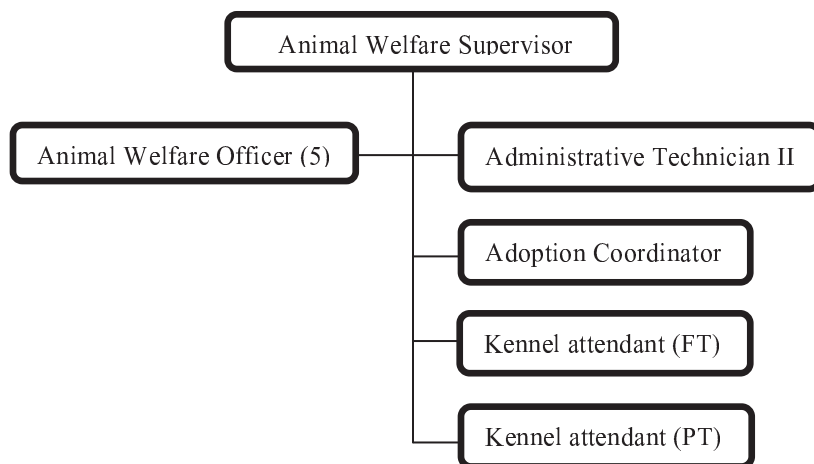 Animal Welfare Supervisor
Animal Welfare Officer (5)
Administrative Technician II
Adoption Coordinator
Kennel attendant (FT)
Kennel attendant (PT)